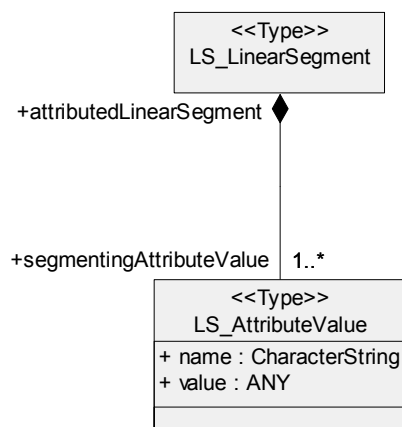 <<Type>>
LS_LinearSegment
+attributedLinearSegment
+segmentingAttributeValue 1..*
<<Type>>
LS_AttributeValue
+ name : CharacterString
+ value : ANY